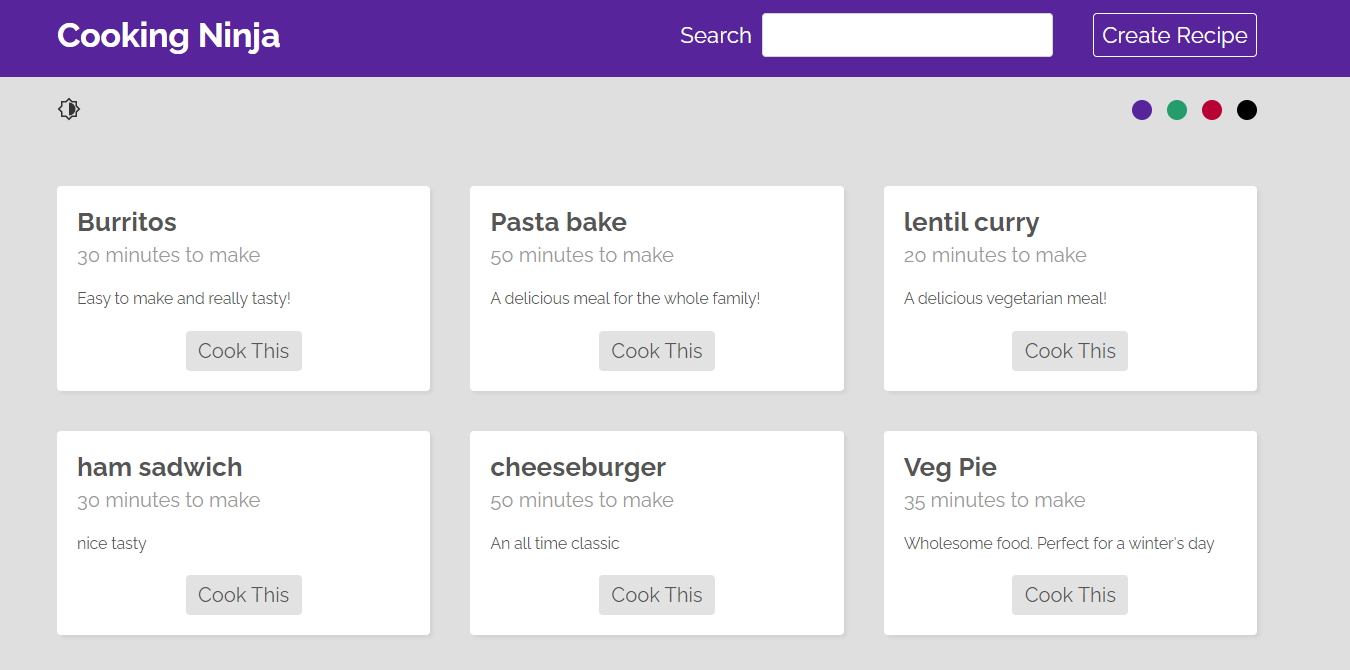 Cooking Ninja
Search
Create Recipe
Burritos
30 minutes to make
Easy to make and really tasty!
Cook This
Pasta bake
50 minutes to make
A delicious meal for the whole family!
Cook This
lentil curry
20 minutes to make
A delicious vegetarian meal!
Cook This
ham sadwich
30 minutes to make
nice tasty
Cook This
cheeseburger
50 minutes to make
An all time classic
Cook This
Veg Pie
35 minutes to make
Wholesome food. Perfect for a winter's day
Cook This